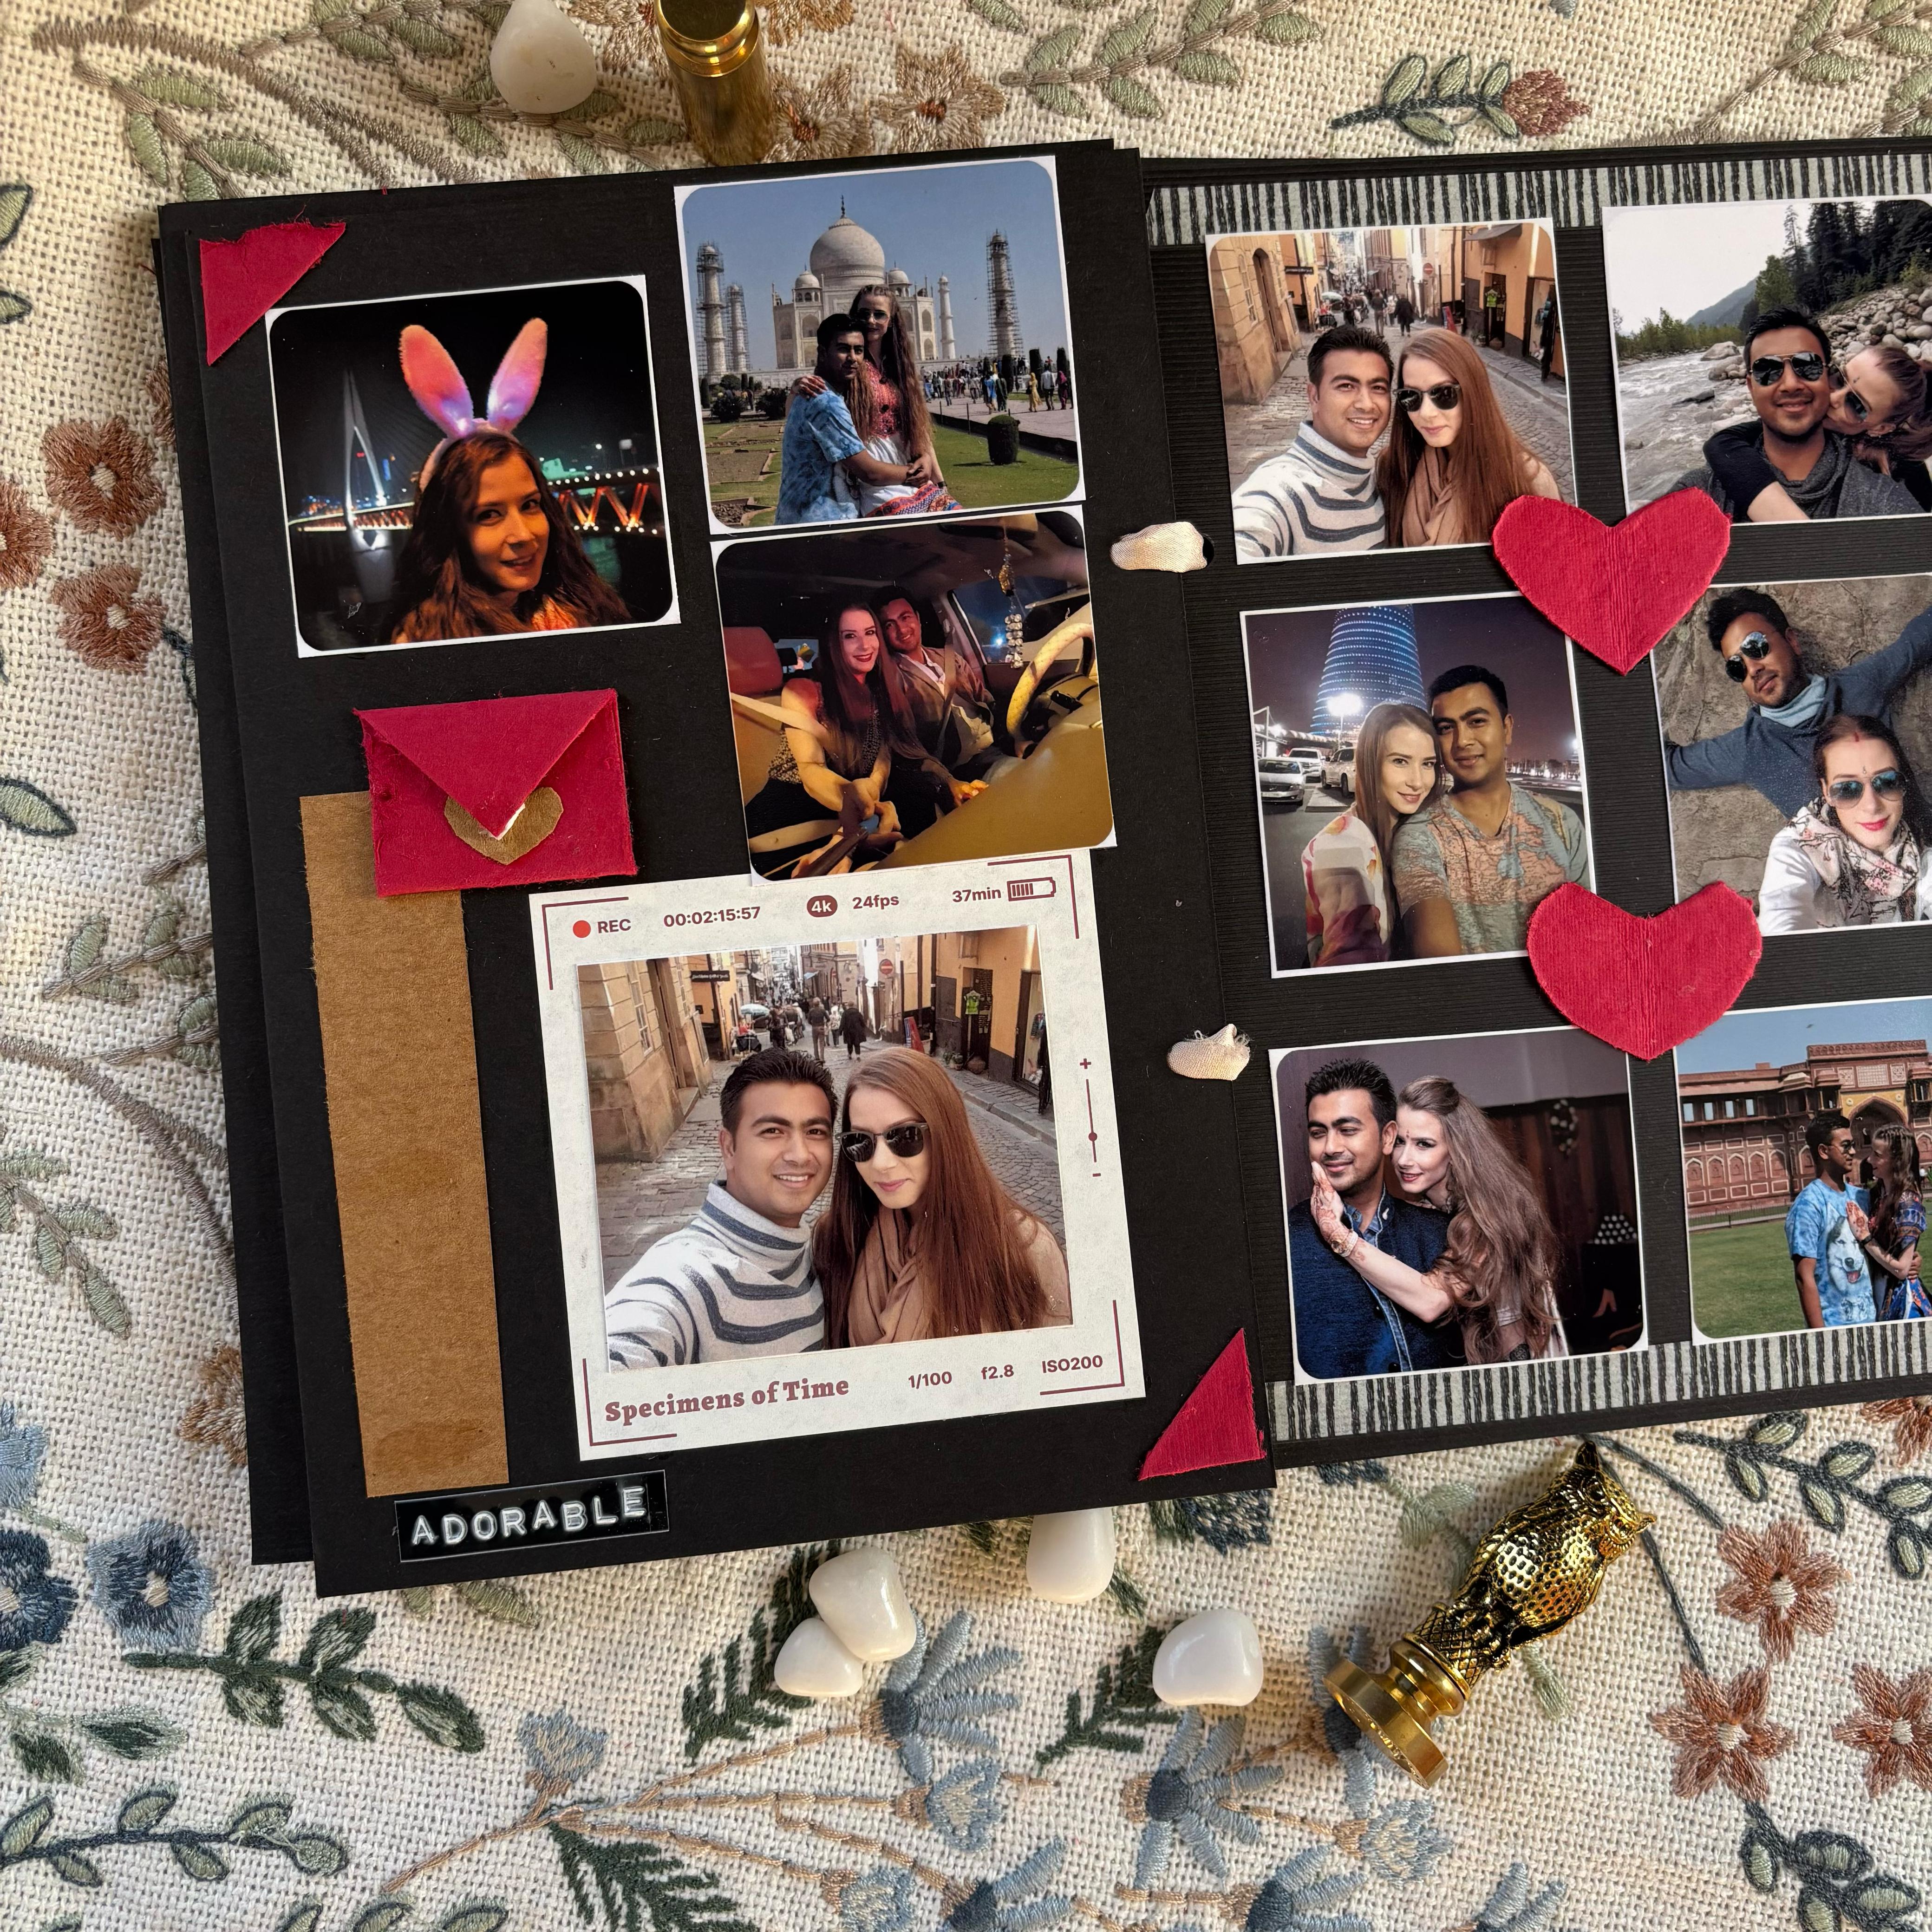 REC 00:02:15:57 4k 24fps 37min
+
-
Specimens of Time 1/100 f2.8 ISO200
ADORABLE